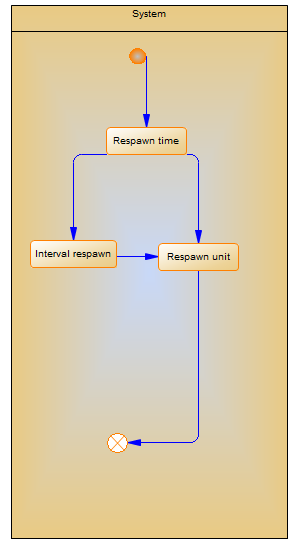 System
Respawn time
Interval respawn
Respawn unit